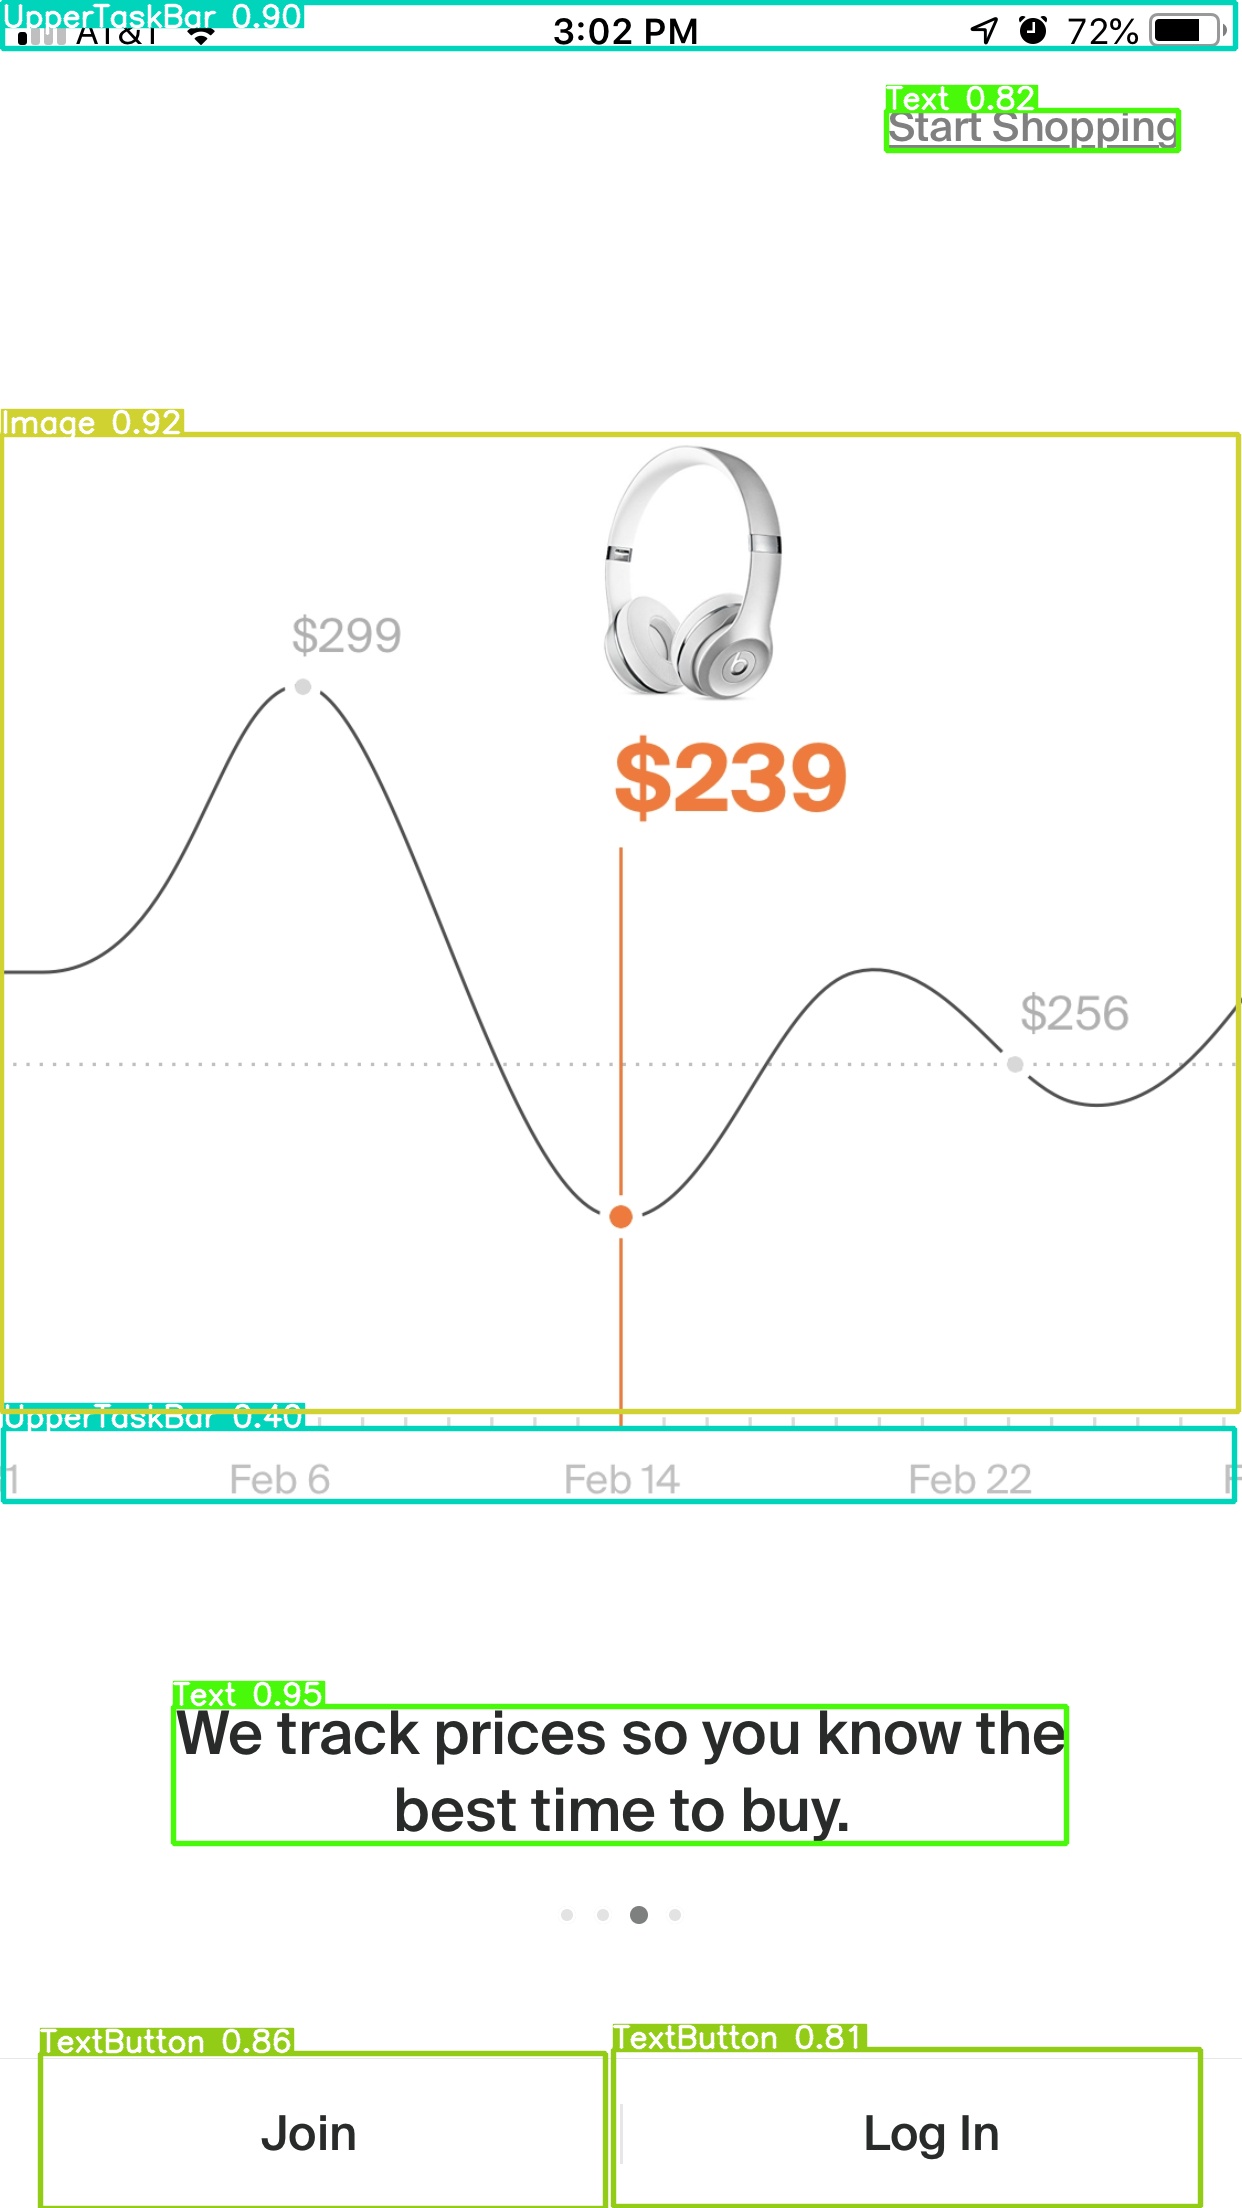 UpperTaskBar 0.90
AT&T 3:02 PM 72%
Text 0.82
Start Shopping
Image 0.92
$299
$239
$256
UpperTaskBar 0.40
1 Feb 6 Feb 14 Feb 22 F
Text 0.95
We track prices so you know the
best time to buy.
TextButton 0.86 TextButton 0.81
Join Log In